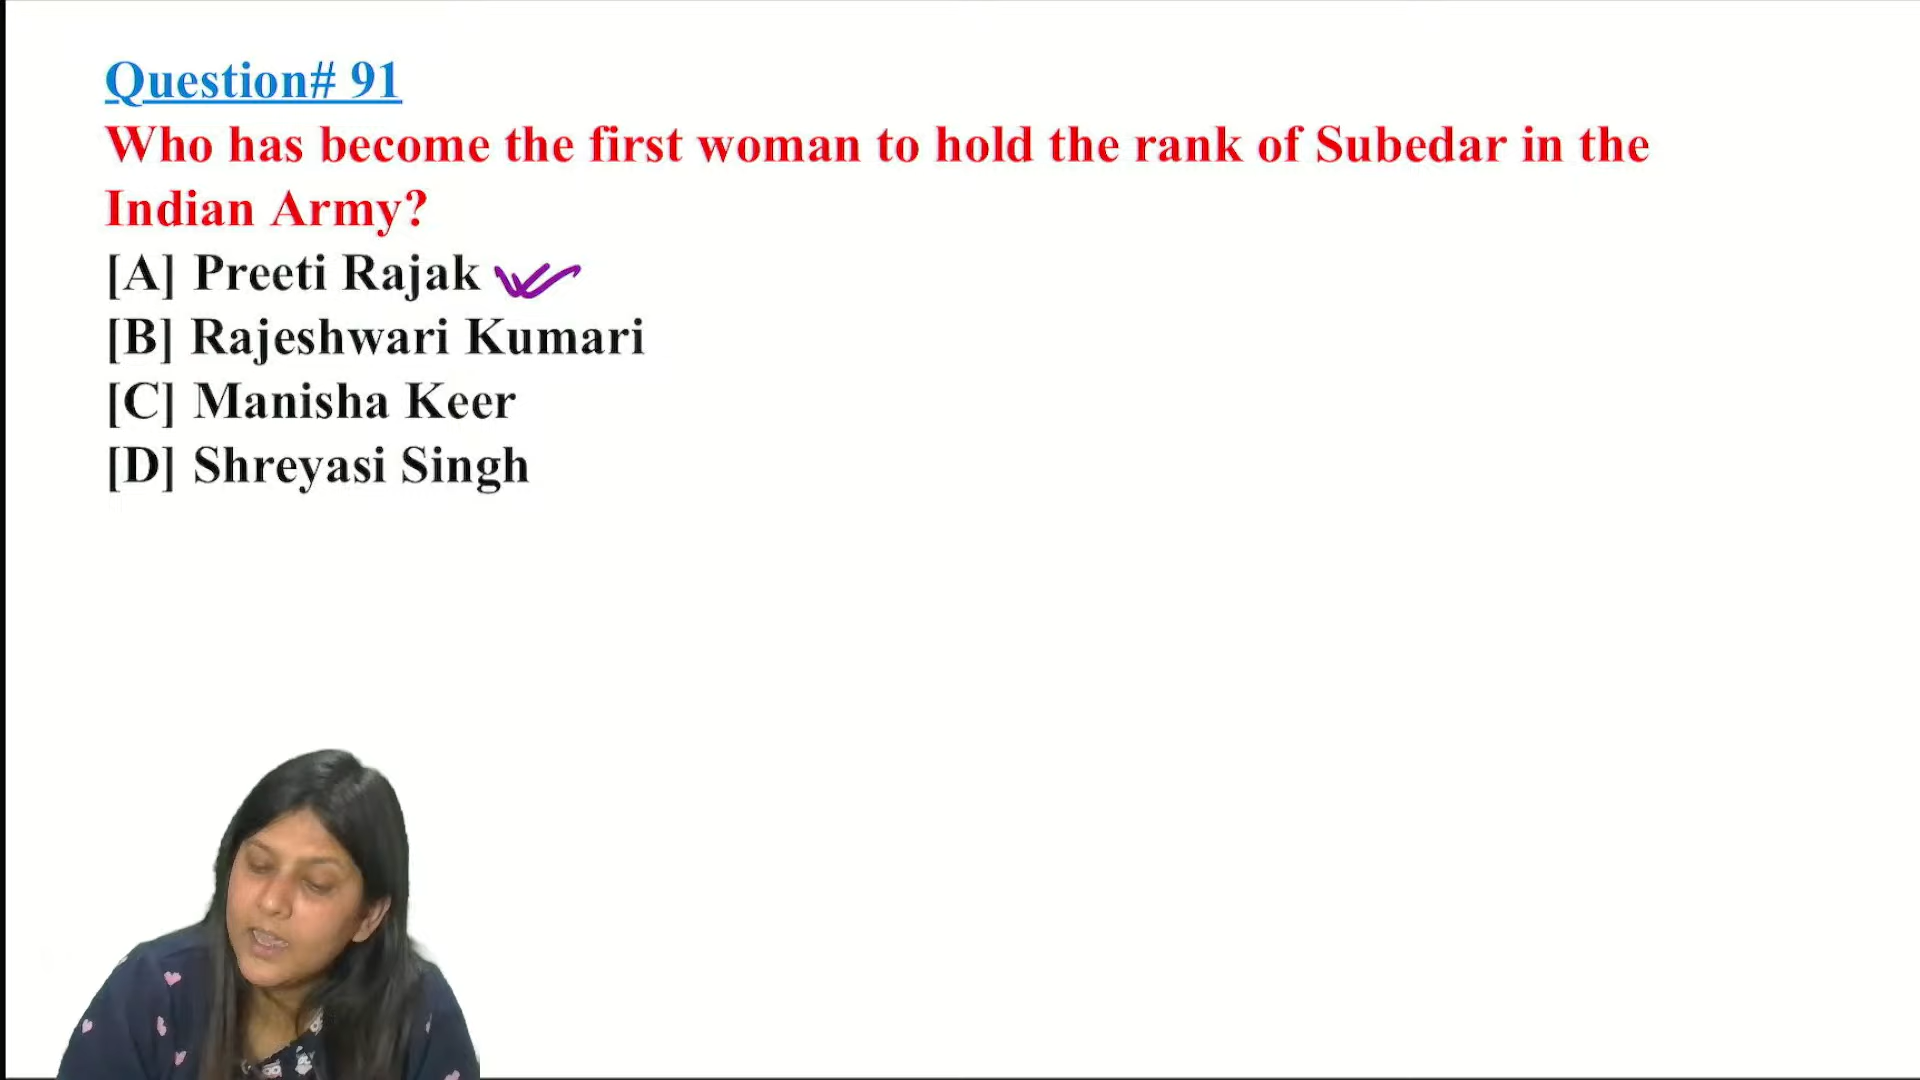 Question# 91
Who has become the first woman to hold the rank of Subedar in the
Indian Army?
[A] Preeti Rajak
[B] Rajeshwari Kumari
[C] Manisha Keer
[D] Shreyasi Singh